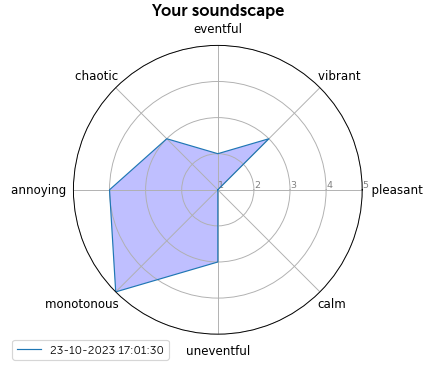 Your soundscape
eventful
chaotic
vibrant
annoying
1
2
3
4
5
pleasant
monotonous
calm
uneventful
23-10-2023 17:01:30